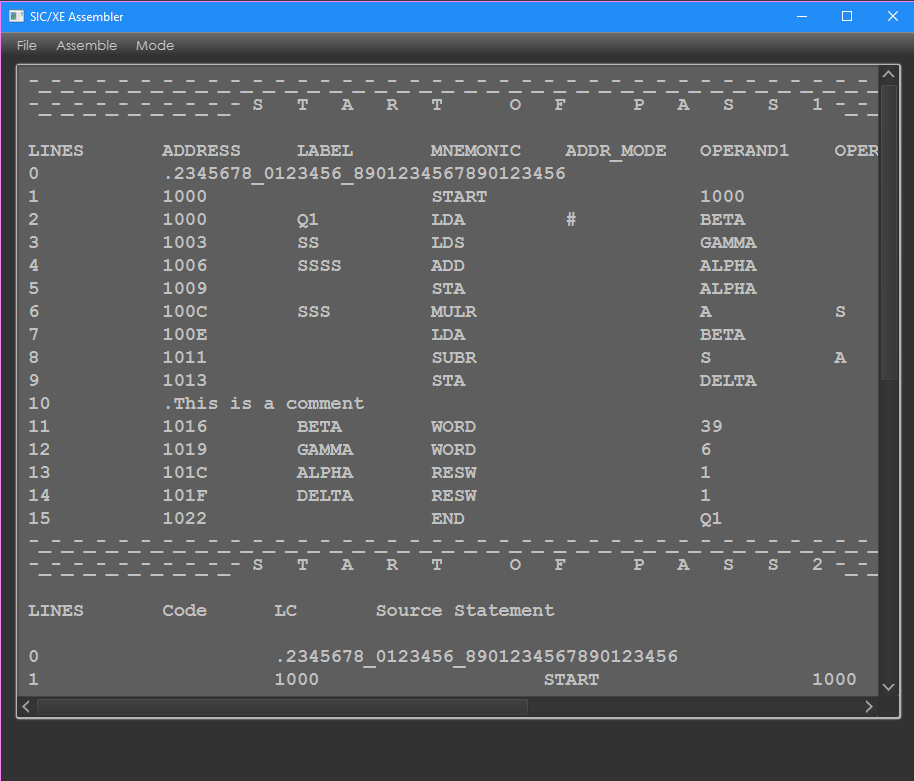 SIC/XE Assembler
File Assemble Mode
-_-_-_-_-_-_-_-_-_-_-_-_-_-_-_-_-_-_-_-_-_-_-_-_-_-_-_-_-_-_-_-_-_-_-_-_-_-
-_-_-_-_-_-_-_-_-_-_ S T A R T O F P A S S 1 -_-_
LINES ADDRESS LABEL MNEMONIC ADDR_MODE OPERAND1 OPER
0 .2345678_0123456_8901234567890123456
1 1000 START 1000
2 1000 Q1 LDA # BETA
3 1003 SS LDS GAMMA
4 1006 SSSS ADD ALPHA
5 1009 STA ALPHA
6 100C SSS MULR A S
7 100E LDA BETA
8 1011 SUBR S A
9 1013 STA DELTA
10 .This is a comment
11 1016 BETA WORD 39
12 1019 GAMMA WORD 6
13 101C ALPHA RESW 1
14 101F DELTA RESW 1
15 1022 END Q1
-_-_-_-_-_-_-_-_-_-_-_-_-_-_-_-_-_-_-_-_-_-_-_-_-_-_-_-_-_-_-_-_-_-_-_-_-_-
-_-_-_-_-_-_-_-_-_-_ S T A R T O F P A S S 2 -_-_
LINES Code LC Source Statement
0 .2345678_0123456_8901234567890123456
1 1000 START 1000